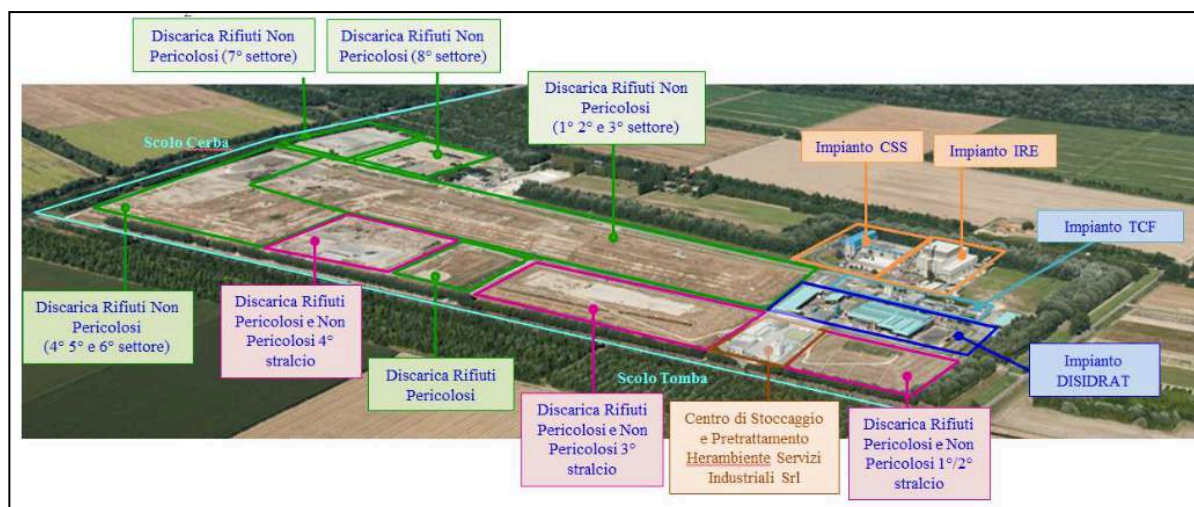 Discarica Rifiuti Non
Pericolosi (7° settore)
Discarica Rifiuti Non
Pericolosi (8° settore)
Discarica Rifiuti Non
Pericolosi
(1° 2° e 3° settore)
Scolo Cerba
Impianto CSS
Impianto IRE
Impianto TCF
Discarica Rifiuti Non
Pericolosi
(4° 5° e 6° settore)
Discarica Rifiuti
Pericolosi e Non
Pericolosi 4°
stralcio
Discarica Rifiuti
Pericolosi
Scolo Tomba
Discarica Rifiuti
Pericolosi e Non
Pericolosi 3°
stralcio
Centro di Stoccaggio
e Pretrattamento
Herambiente Servizi
Industriali Srl
Discarica Rifiuti
Pericolosi e Non
Pericolosi 1°/2°
stralcio
Impianto
DISIDRAT